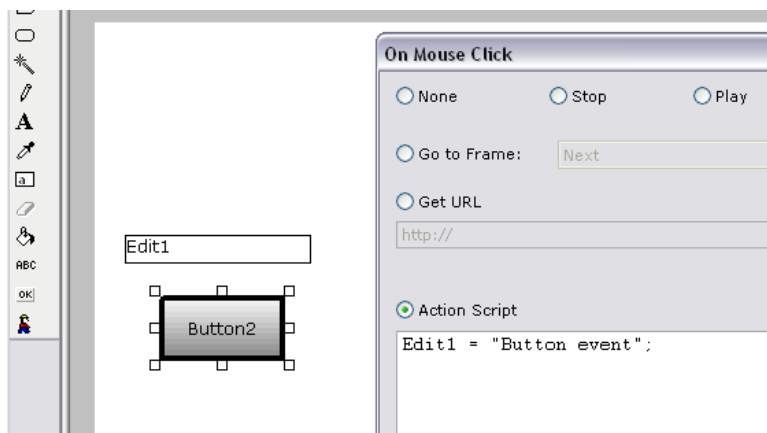 On Mouse Click
None
Stop
Play
Go to Frame:
Next
Get URL
http://
Action Script
Edit1 = "Button event";
Edit1
Button2
A
a
ABC
OK